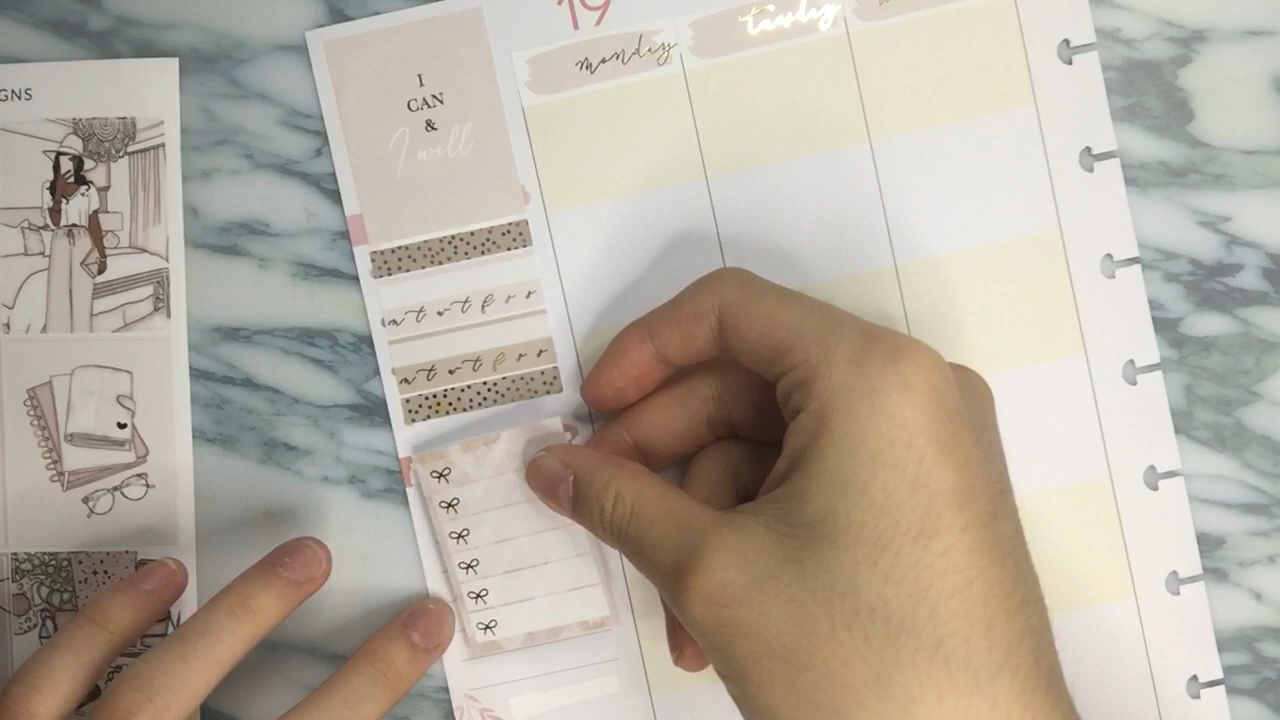 GNS
I
CAN
&
I will
19
monday
tuesday
m t w t f s s
m t w t f s s